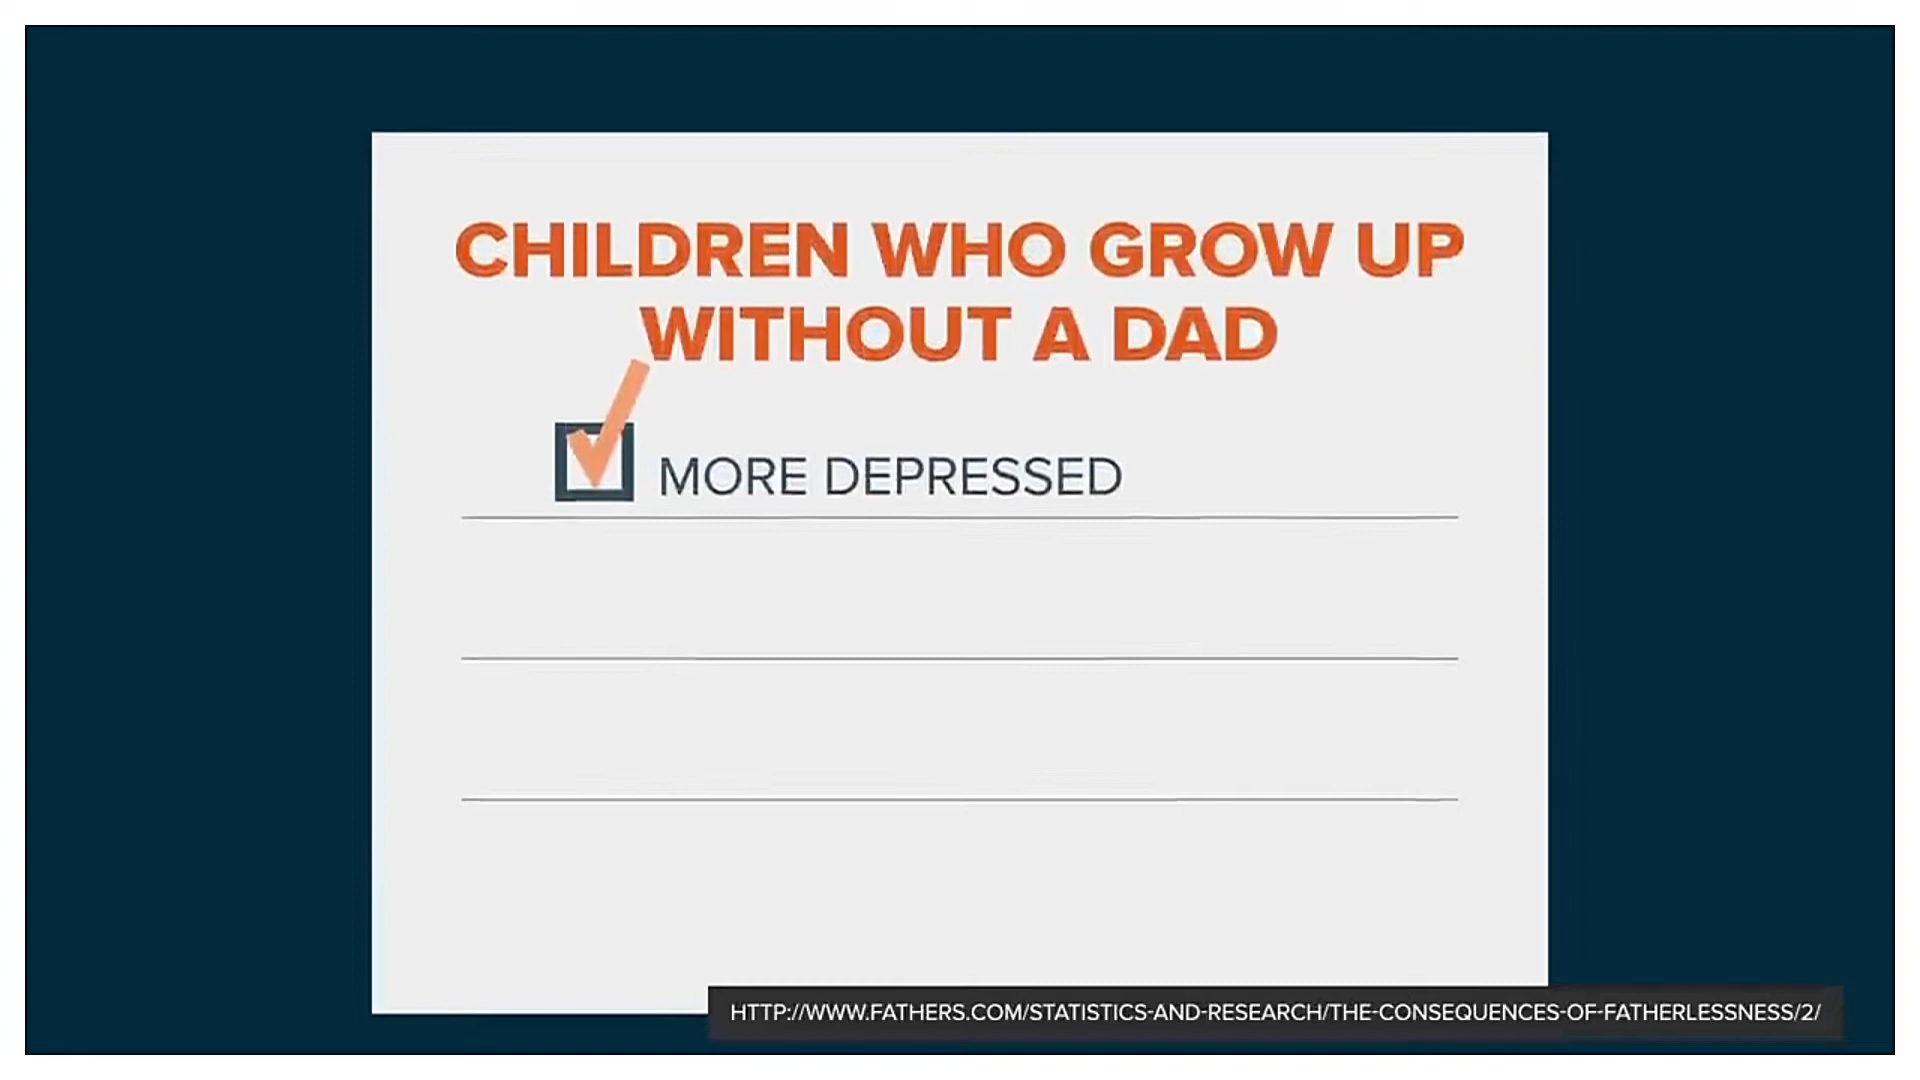 CHILDREN WHO GROW UP
WITHOUT A DAD
MORE DEPRESSED
HTTP://WWW.FATHERS.COM/STATISTICS-AND-RESEARCH/THE-CONSEQUENCES-OF-FATHERLESSNESS/2/